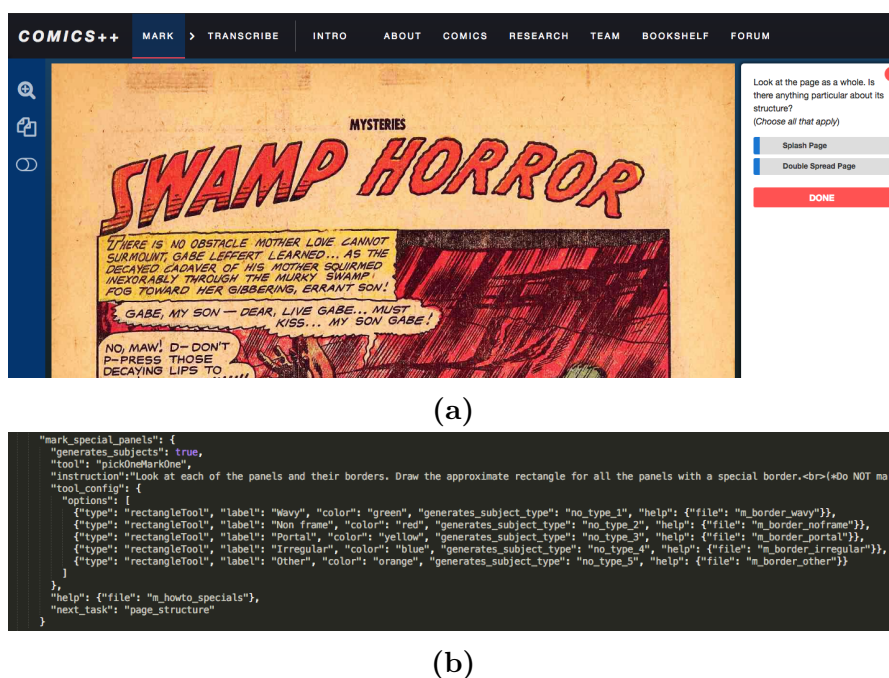 COMICS++ MARK > TRANSCRIBE INTRO ABOUT COMICS RESEARCH TEAM BOOKSHELF FORUM
MYSTERIES
SWAMP HORROR
THERE IS NO OBSTACLE MOTHER LOVE CANNOT
SURMOUNT, GABE LEFFERT LEARNED... AS THE
DECAYED CADAVER OF HIS MOTHER SQUIRMED
INEXORABLY THROUGH THE MURKY SWAMP
FOG TOWARD HER GIBBERING, ERRANT SON!
GABE, MY SON — DEAR, LIVE GABE... MUST
KISS... MY SON GABE!
NO, MAW! D-DON'T
P-PRESS THOSE
DECAYING LIPS TO
Look at the page as a whole. Is
there anything particular about its
structure?
(Choose all that apply)
Splash Page
Double Spread Page
DONE
(a)
"mark_special_panels": {
"generates_subjects": true,
"tool": "pickOneMarkOne",
"instruction":"Look at each of the panels and their borders. Draw the approximate rectangle for all the panels with a special border.<br>(*Do NOT ma
"tool_config": {
"options": [
{"type": "rectangleTool", "label": "Wavy", "color": "green", "generates_subject_type": "no_type_1", "help": {"file": "m_border_wavy"}},
{"type": "rectangleTool", "label": "Non frame", "color": "red", "generates_subject_type": "no_type_2", "help": {"file": "m_border_noframe"}},
{"type": "rectangleTool", "label": "Portal", "color": "yellow", "generates_subject_type": "no_type_3", "help": {"file": "m_border_portal"}},
{"type": "rectangleTool", "label": "Irregular", "color": "blue", "generates_subject_type": "no_type_4", "help": {"file": "m_border_irregular"}},
{"type": "rectangleTool", "label": "Other", "color": "orange", "generates_subject_type": "no_type_5", "help": {"file": "m_border_other"}}
]
},
"help": {"file": "m_howto_specials"},
"next_task": "page_structure"
}
(b)